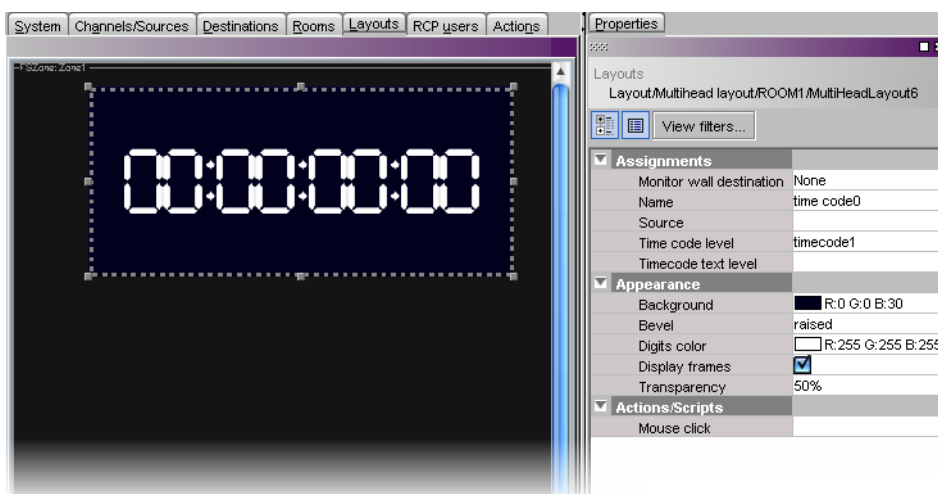 System Channels/Sources Destinations Rooms Layouts RCP users Actions
FSZone: Zone1
00:00:00:00
Properties
Layouts
Layout/Multihead layout/ROOM1/MultiHeadLayout6
View filters...
Assignments
Monitor wall destination None
Name time code0
Source
Time code level timecode1
Timecode text level
Appearance
Background R:0 G:0 B:30
Bevel raised
Digits color R:255 G:255 B:255
Display frames
Transparency 50%
Actions/Scripts
Mouse click